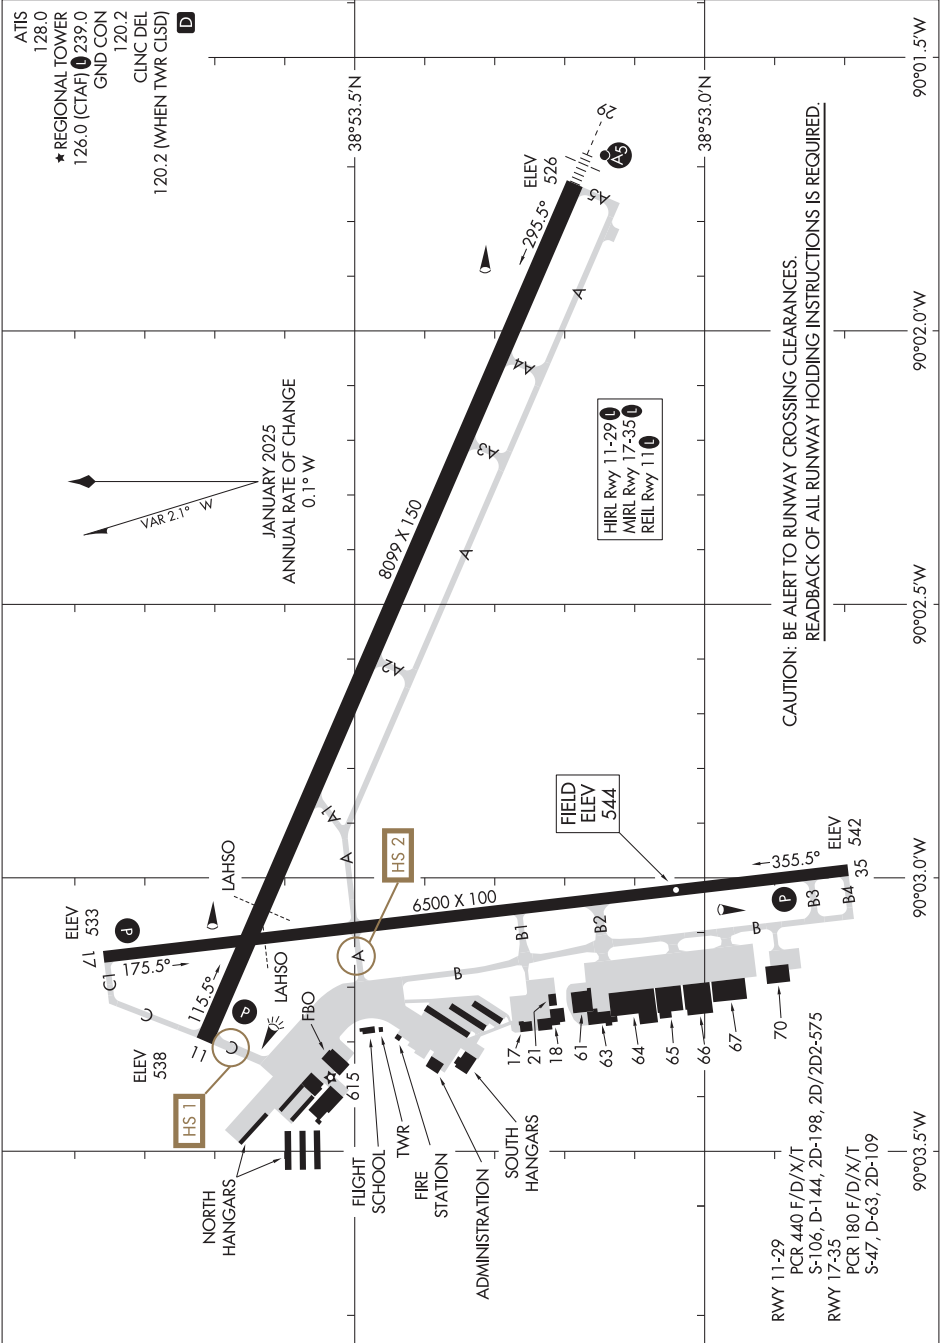 ATIS
128.0
★ REGIONAL TOWER
126.0 (CTAF) L 239.0
GND CON
120.2
CLNC DEL
120.2 (WHEN TWR CLSD)
D
38°53.5'N
38°53.0'N
90°01.5'W
90°02.0'W
90°02.5'W
90°03.0'W
90°03.5'W
VAR 2.1° W
JANUARY 2025
ANNUAL RATE OF CHANGE
0.1° W
29
A5
ELEV
526
295.5°
A5
A
A4
A3
8099 X 150
A
A2
A1
A
HIRL Rwy 11-29 L
MIRL Rwy 17-35 L
REIL Rwy 11 L
CAUTION: BE ALERT TO RUNWAY CROSSING CLEARANCES.
READBACK OF ALL RUNWAY HOLDING INSTRUCTIONS IS REQUIRED.
FIELD
ELEV
544
HS 2
A
LAHSO
LAHSO
ELEV
533
17
P
175.5°
C1
C
115.5°
P
11
C
ELEV
538
HS 1
6500 X 100
355.5°
ELEV
542
35
P
B
B1
B2
B
B3
B4
FBO
615
NORTH
HANGARS
FLIGHT
SCHOOL
TWR
FIRE
STATION
ADMINISTRATION
SOUTH
HANGARS
17
21
18
61
63
64
65
66
67
70
RWY 11-29
PCR 440 F/D/X/T
S-106, D-144, 2D-198, 2D/2D2-575
RWY 17-35
PCR 180 F/D/X/T
S-47, D-63, 2D-109